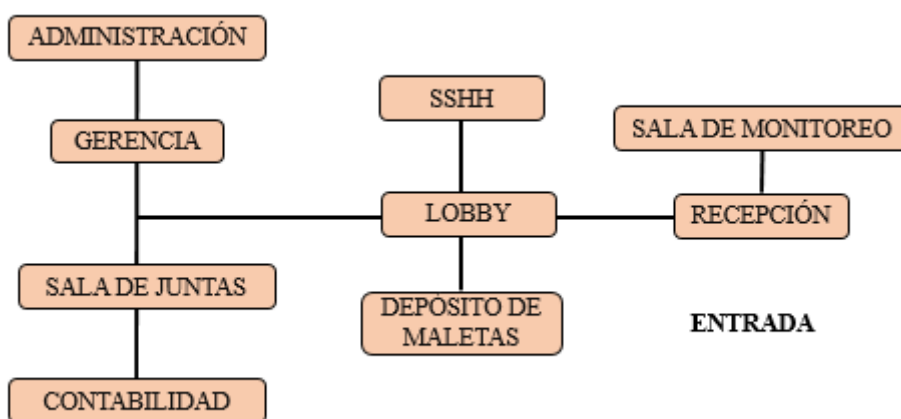 ADMINISTRACIÓN
SSHH
SALA DE MONITOREO
GERENCIA
LOBBY
RECEPCIÓN
SALA DE JUNTAS
DEPÓSITO DE
MALETAS
ENTRADA
CONTABILIDAD